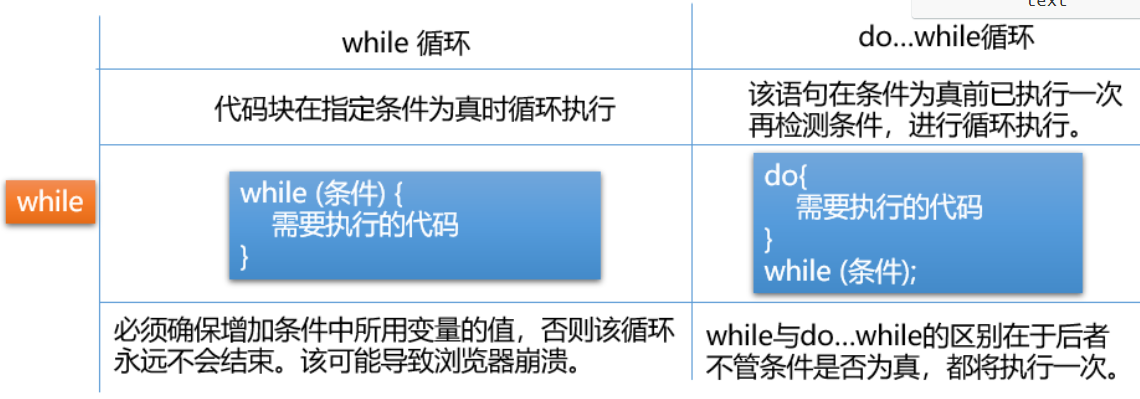 text
while 循环
do...while循环
代码块在指定条件为真时循环执行
该语句在条件为真前已执行一次
再检测条件，进行循环执行。
while
while (条件) {
需要执行的代码
}
do{
需要执行的代码
}
while (条件);
必须确保增加条件中所用变量的值，否则该循环
永远不会结束。该可能导致浏览器崩溃。
while与do...while的区别在于后者
不管条件是否为真，都将执行一次。